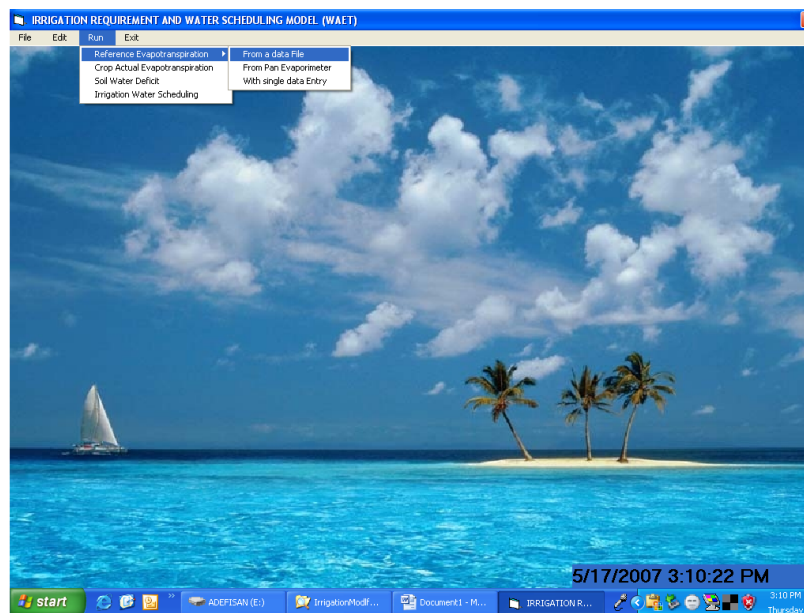 IRRIGATION REQUIREMENT AND WATER SCHEDULING MODEL (WAET)
File Edit Run Exit
Reference Evapotranspiration From a data File
Crop Actual Evapotranspiration From Pan Evaporimeter
Soil Water Deficit With single data Entry
Irrigation Water Scheduling
5/17/2007 3:10:22 PM
start » ADEFISAN (E:) IrrigationModlf... Document1 - M... IRRIGATION R... 3:10 PM
Thursday